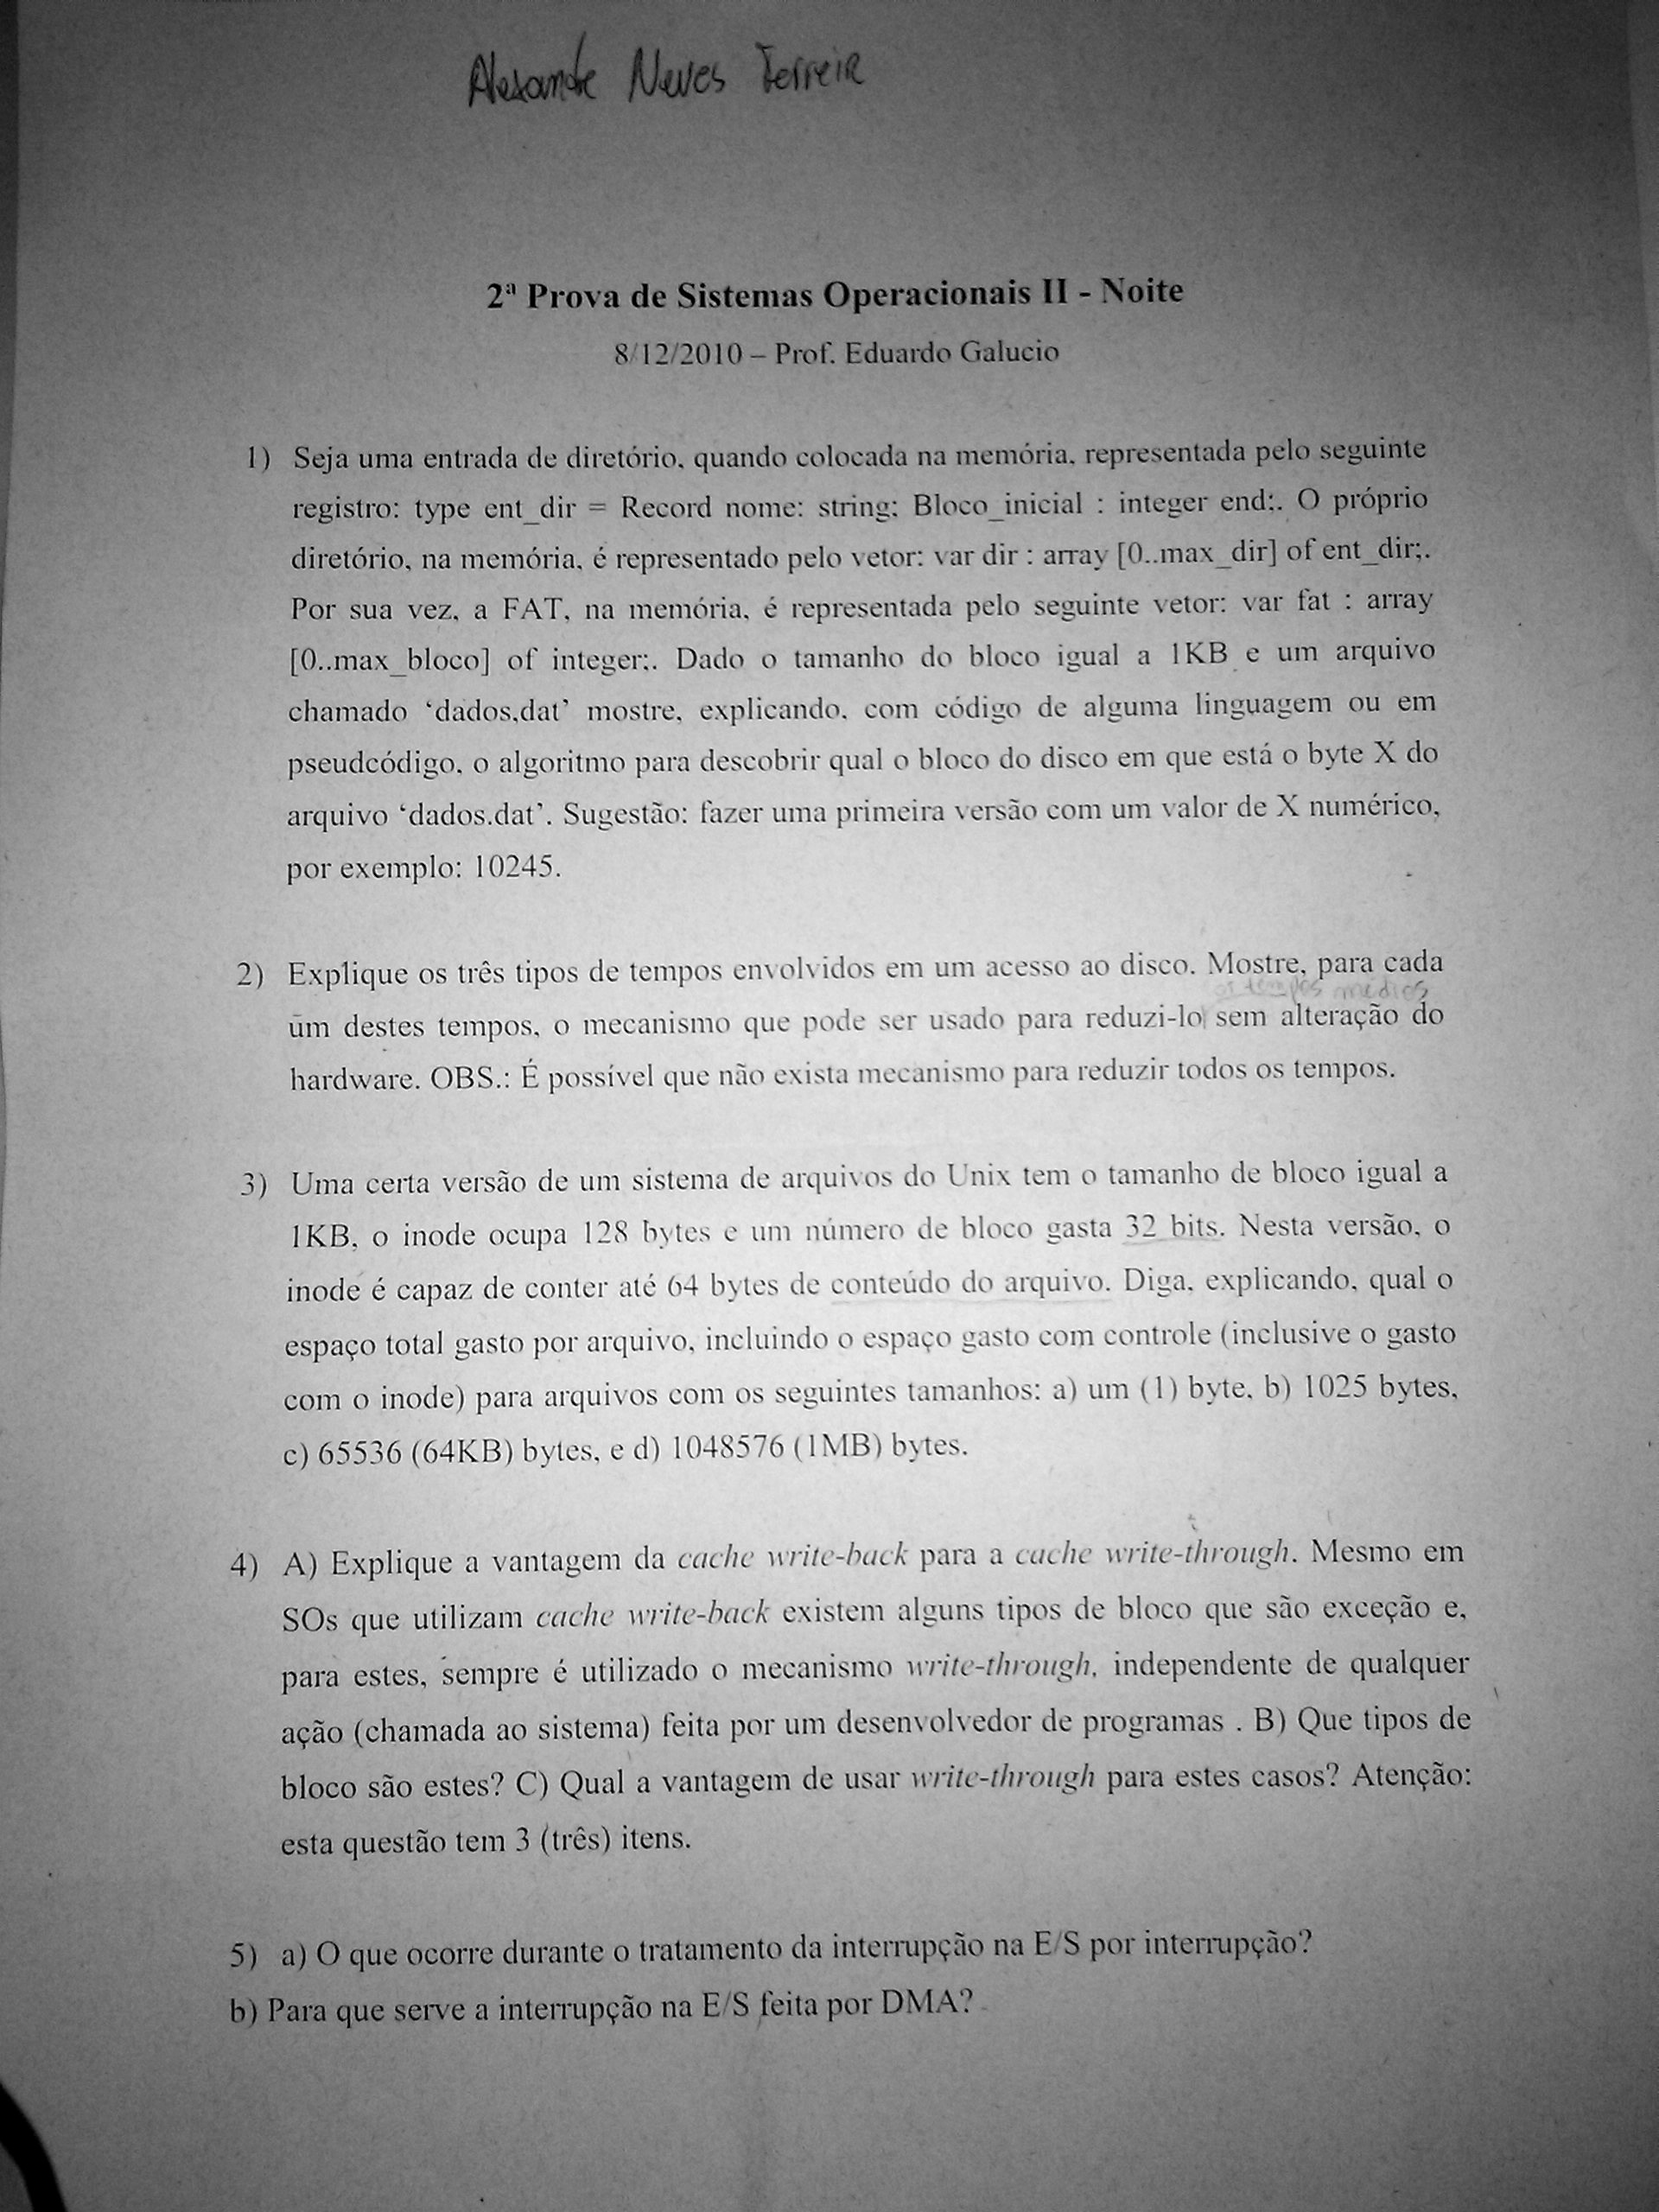 Alexandre Neves Ferreir
2ª Prova de Sistemas Operacionais II - Noite
8/12/2010 – Prof. Eduardo Galucio
1) Seja uma entrada de diretório, quando colocada na memória, representada pelo seguinte
registro: type ent_dir = Record nome: string; Bloco_inicial : integer end;. O próprio
diretório, na memória, é representado pelo vetor: var dir : array [0..max_dir] of ent_dir;.
Por sua vez, a FAT, na memória, é representada pelo seguinte vetor: var fat : array
[0..max_bloco] of integer;. Dado o tamanho do bloco igual a 1KB e um arquivo
chamado ‘dados.dat’ mostre, explicando, com código de alguma linguagem ou em
pseudcódigo, o algoritmo para descobrir qual o bloco do disco em que está o byte X do
arquivo ‘dados.dat’. Sugestão: fazer uma primeira versão com um valor de X numérico,
por exemplo: 10245.
2) Explique os três tipos de tempos envolvidos em um acesso ao disco. Mostre, para cada
os tempos médios
um destes tempos, o mecanismo que pode ser usado para reduzi-lo sem alteração do
hardware. OBS.: É possível que não exista mecanismo para reduzir todos os tempos.
3) Uma certa versão de um sistema de arquivos do Unix tem o tamanho de bloco igual a
1KB, o inode ocupa 128 bytes e um número de bloco gasta 32 bits. Nesta versão, o
inode é capaz de conter até 64 bytes de conteúdo do arquivo. Diga, explicando, qual o
espaço total gasto por arquivo, incluindo o espaço gasto com controle (inclusive o gasto
com o inode) para arquivos com os seguintes tamanhos: a) um (1) byte, b) 1025 bytes,
c) 65536 (64KB) bytes, e d) 1048576 (1MB) bytes.
4) A) Explique a vantagem da cache write-back para a cache write-through. Mesmo em
SOs que utilizam cache write-back existem alguns tipos de bloco que são exceção e,
para estes, sempre é utilizado o mecanismo write-through, independente de qualquer
ação (chamada ao sistema) feita por um desenvolvedor de programas . B) Que tipos de
bloco são estes? C) Qual a vantagem de usar write-through para estes casos? Atenção:
esta questão tem 3 (três) itens.
5) a) O que ocorre durante o tratamento da interrupção na E/S por interrupção?
b) Para que serve a interrupção na E/S feita por DMA?